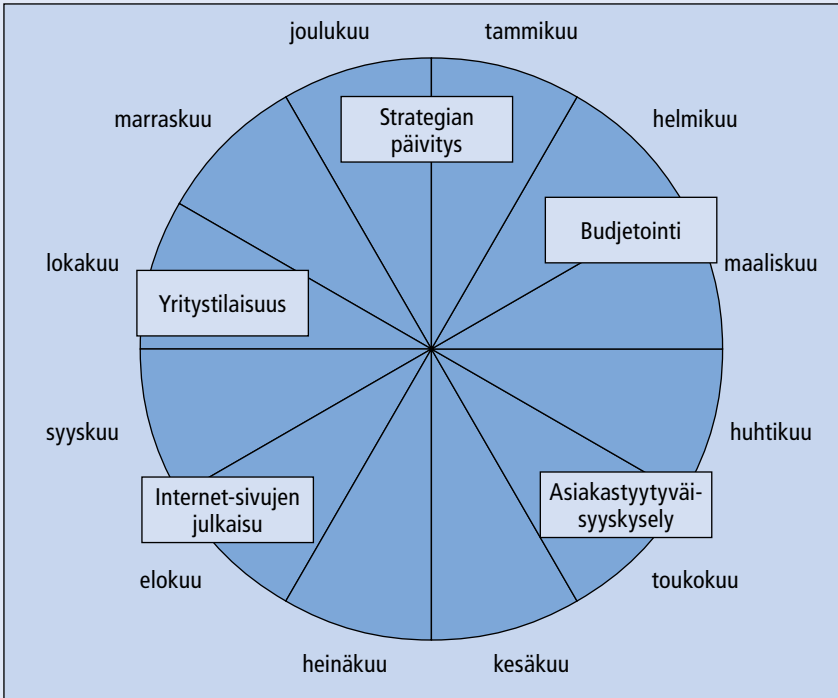 joulukuu
tammikuu
marraskuu
Strategian
päivitys
helmikuu
Budjetointi
lokakuu
maaliskuu
Yritystilaisuus
syyskuu
huhtikuu
Internet-sivujen
julkaisu
Asiakastyytyväi-
syyskysely
elokuu
toukokuu
heinäkuu
kesäkuu